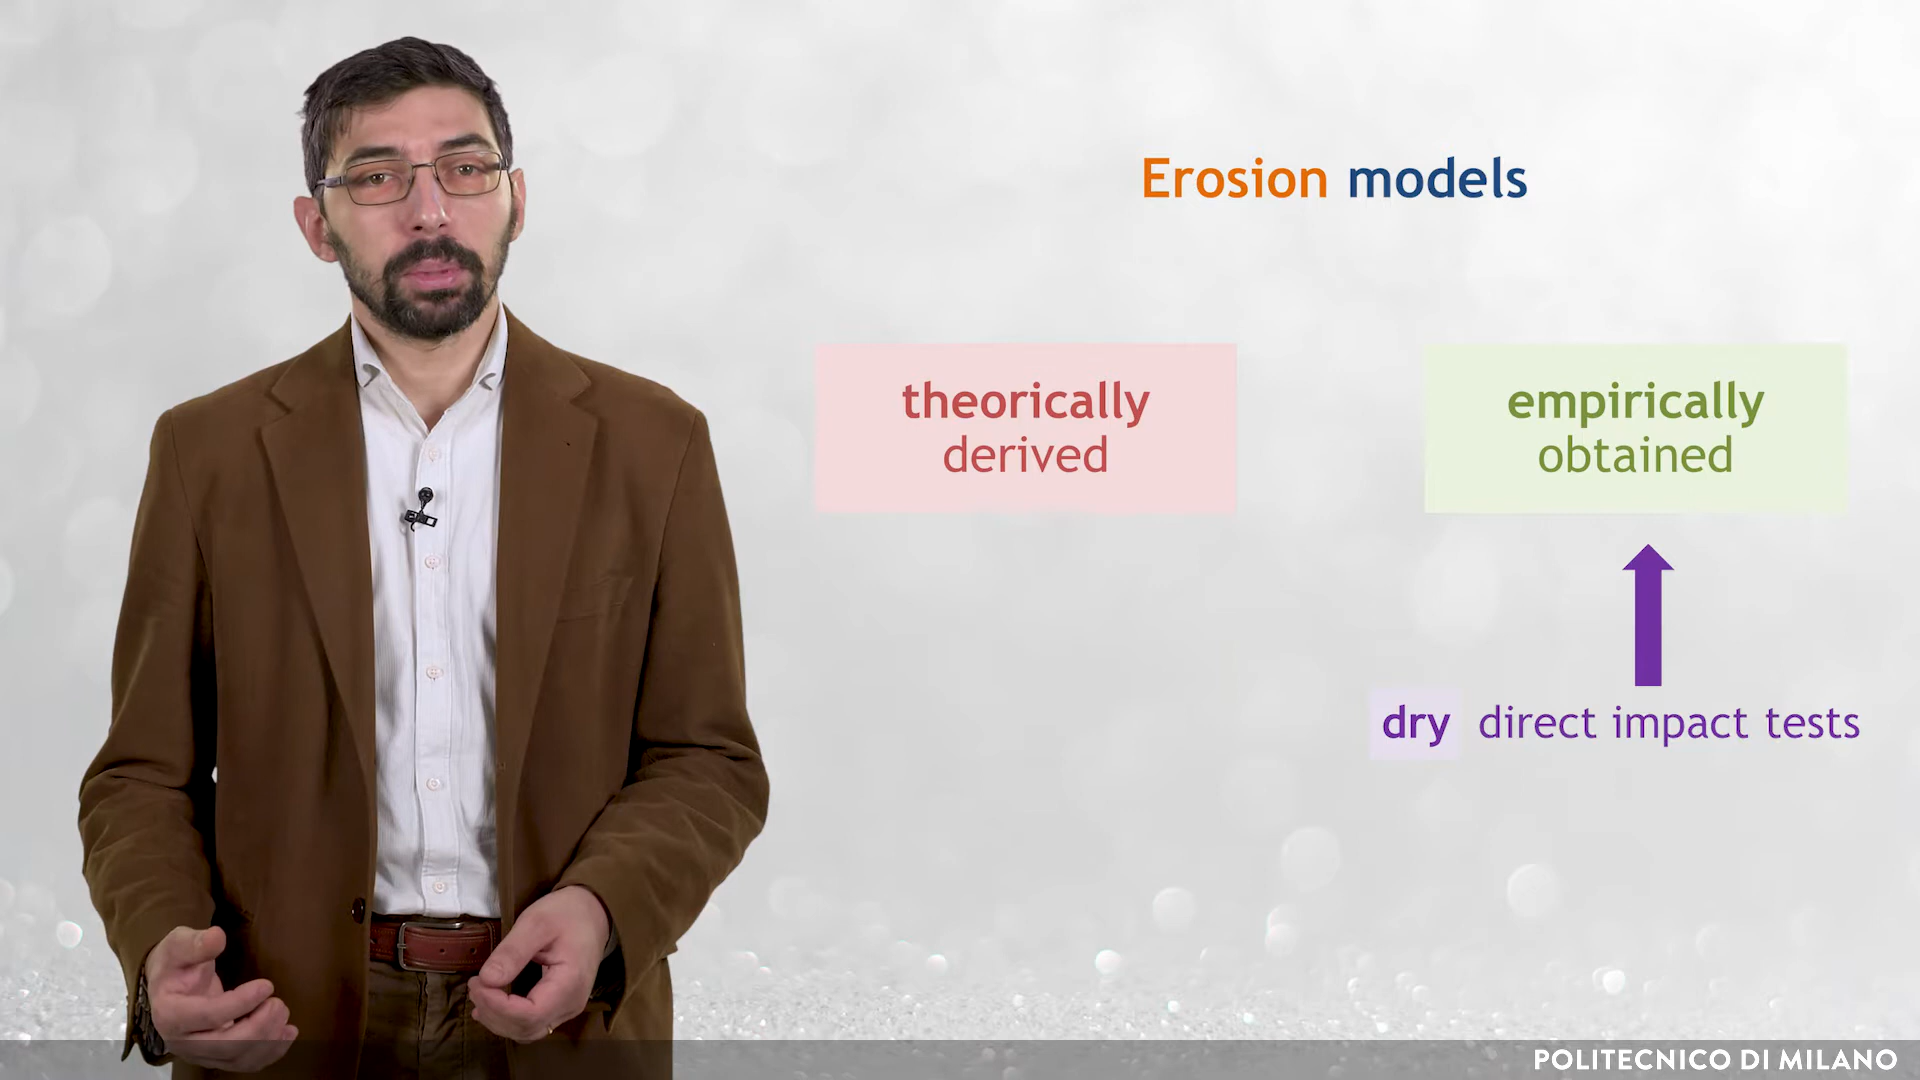 Erosion models
theorically
derived
empirically
obtained
dry direct impact tests
POLITECNICO DI MILANO